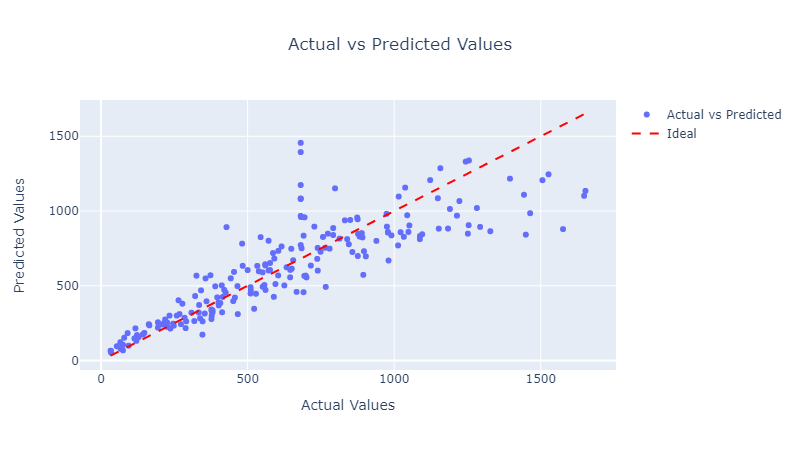 Actual vs Predicted Values
Actual vs Predicted
Ideal
Predicted Values
1500
1000
500
0
0
500
1000
1500
Actual Values